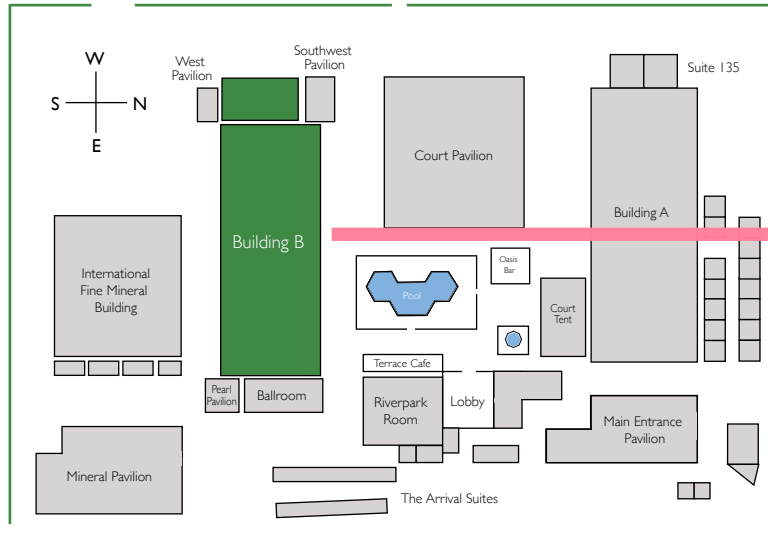 W
S
N
E
West
Pavilion
Southwest
Pavilion
Suite 135
Court Pavilion
Building A
Building B
International
Fine Mineral
Building
Oasis
Bar
Pool
Court
Tent
Terrace Cafe
Pearl
Pavilion
Ballroom
Riverpark
Room
Lobby
Main Entrance
Pavilion
Mineral Pavilion
The Arrival Suites